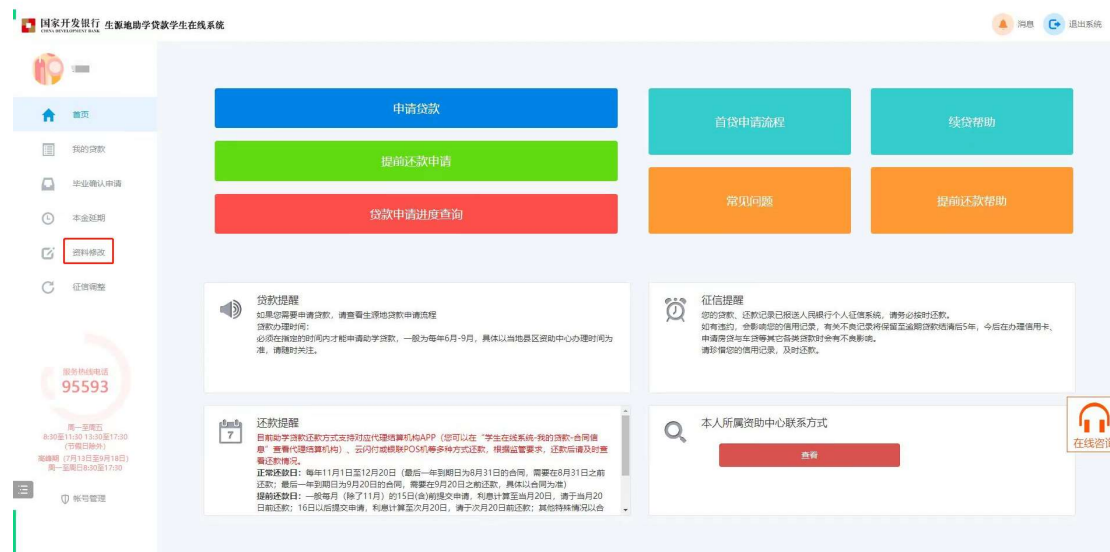 国家开发银行 生源地助学贷款学生在线系统
CHINA DEVELOPMENT BANK
消息
退出系统
首页
我的贷款
毕业确认申请
本金延期
资料修改
征信调整
服务热线电话
95593
周一至周五
8:30至11:30 13:30至17:30
(节假日除外)
高峰期 (7月13日至9月18日)
周一至周日8:30至17:30
帐号管理
申请贷款
提前还款申请
贷款申请进度查询
首贷申请流程
续贷帮助
常见问题
提前还款帮助
贷款提醒
如果您需要申请贷款，请查看生源地贷款申请流程
贷款办理时间：
必须在指定的时间内才能申请助学贷款，一般为每年6月-9月，具体以当地县区资助中心办理时间为
准，请随时关注。
征信提醒
您的贷款、还款记录已报送人民银行个人征信系统，请务必按时还款。
如有违约，会影响您的信用记录，有关不良记录将保留至逾期贷款结清后5年，今后在办理信用卡、
申请房贷与车贷等其它各类贷款时会有不良影响。
请珍惜您的信用记录，及时还款。
7
还款提醒
目前助学贷款还款方式支持对应代理结算机构APP（您可以在“学生在线系统-我的贷款-合同信
息”查看代理结算机构）、云闪付或银联POS机等多种方式还款，根据监管要求，还款后请及时查
看还款情况。
正常还款日：每年11月1日至12月20日（最后一年到期日为8月31日的合同，需要在8月31日之前
还款；最后一年到期日为9月20日的合同，需要在9月20日之前还款，具体以合同为准)
提前还款日：一般每月（除了11月）的15日(含)前提交申请，利息计算至当月20日，请于当月20
日前还款；16日以后提交申请，利息计算至次月20日，请于次月20日前还款；其他特殊情况以合
本人所属资助中心联系方式
查看
在线咨询